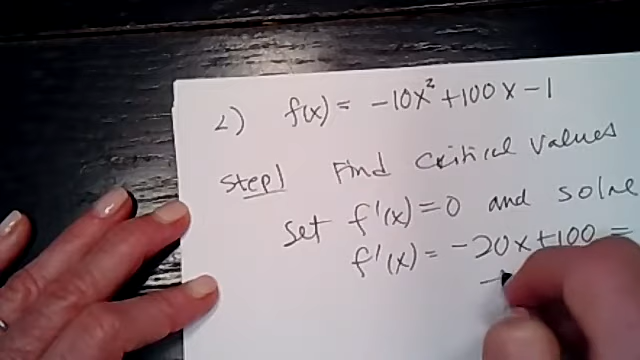 2) f(x) = -10x² + 100x - 1
Step1 Find Critical Values
Set f'(x) = 0 and solve
f'(x) = -20x + 100 =
-